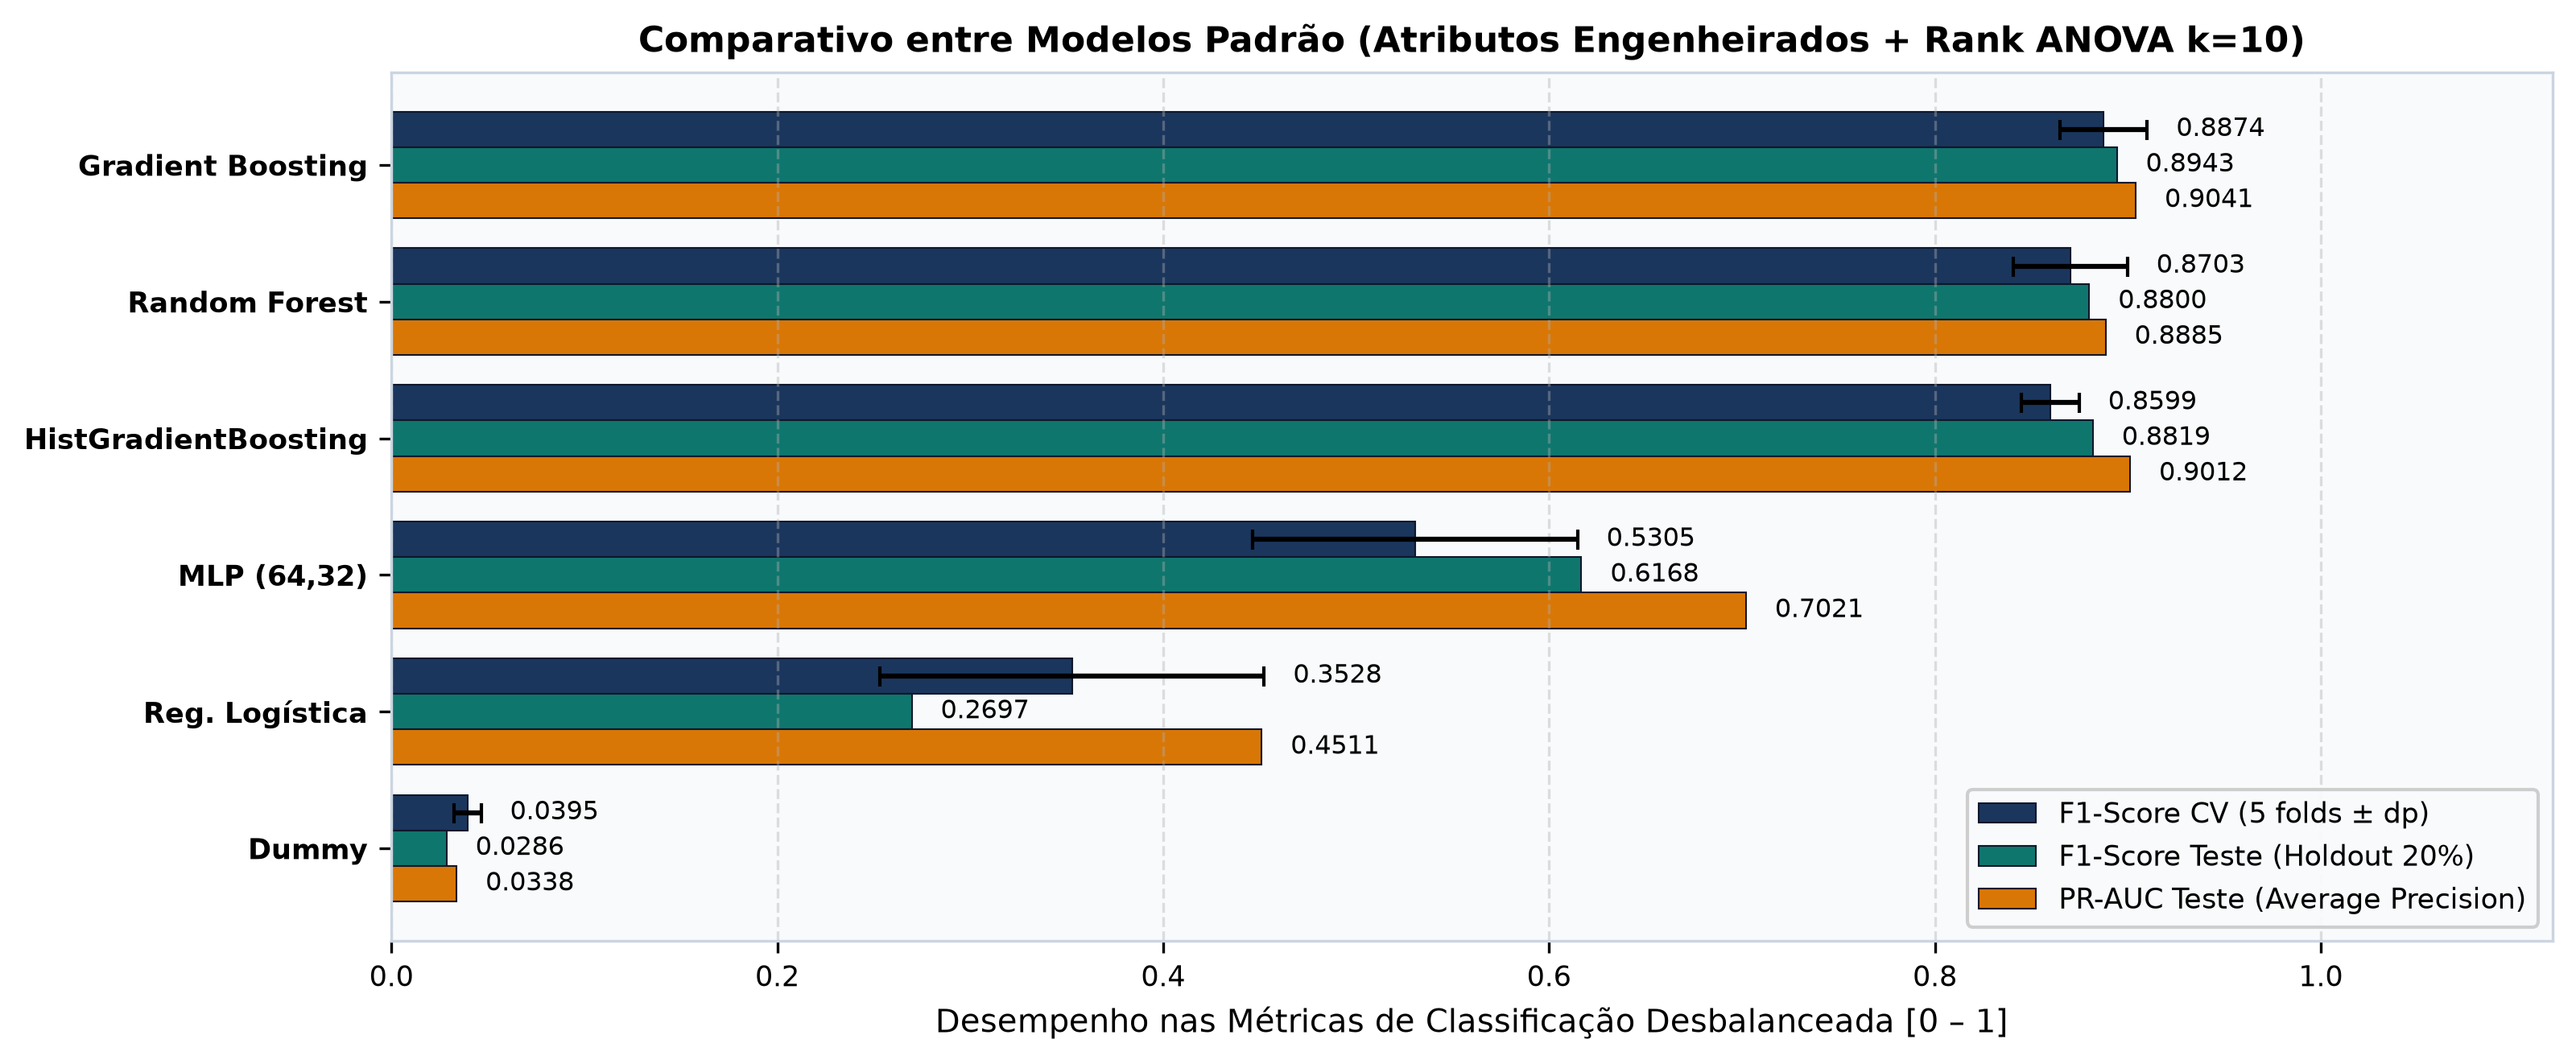 Comparativo entre Modelos Padrão (Atributos Engenheirados + Rank ANOVA k=10)
Gradient Boosting
0.8874
0.8943
0.9041
Random Forest
0.8703
0.8800
0.8885
HistGradientBoosting
0.8599
0.8819
0.9012
MLP (64,32)
0.5305
0.6168
0.7021
Reg. Logística
0.3528
0.2697
0.4511
Dummy
0.0395
0.0286
0.0338
F1-Score CV (5 folds ± dp)
F1-Score Teste (Holdout 20%)
PR-AUC Teste (Average Precision)
0.0 0.2 0.4 0.6 0.8 1.0
Desempenho nas Métricas de Classificação Desbalanceada [0 – 1]